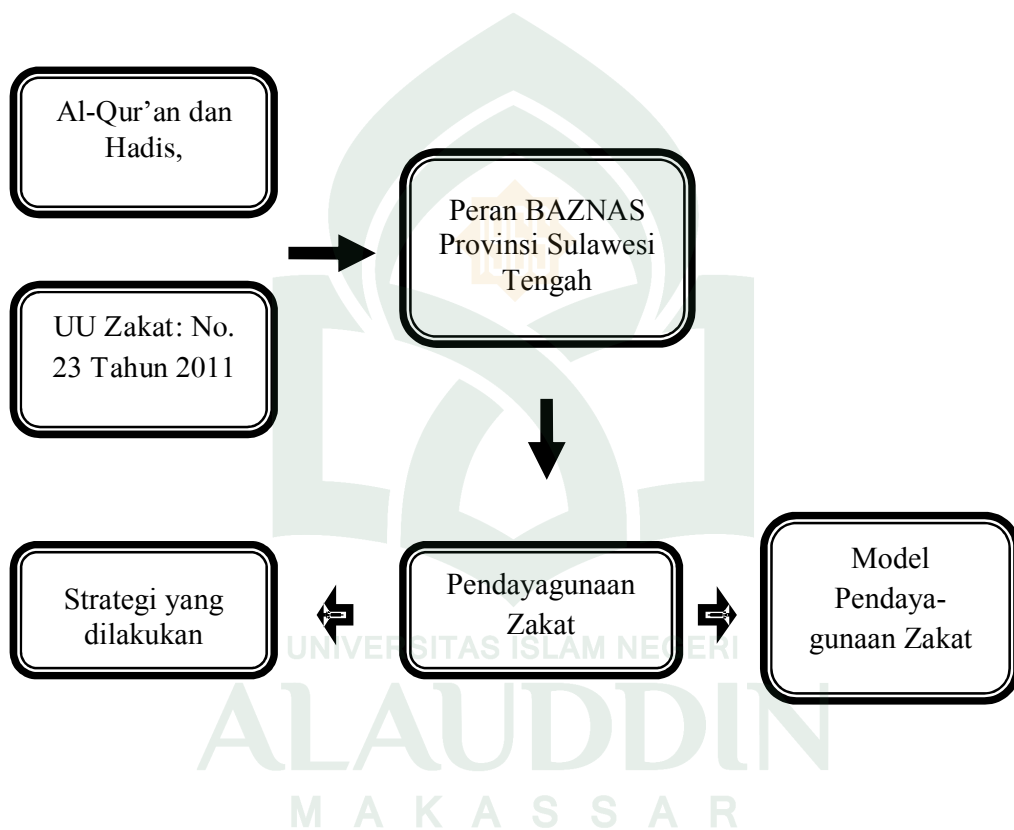 Al-Qur’an dan
Hadis,
Peran BAZNAS
Provinsi Sulawesi
Tengah
UU Zakat: No.
23 Tahun 2011
Strategi yang
dilakukan
Pendayagunaan
Zakat
Model
Pendaya-
gunaan Zakat
UNIVERSITAS ISLAM NEGERI
ALAUDDIN
MAKASSAR